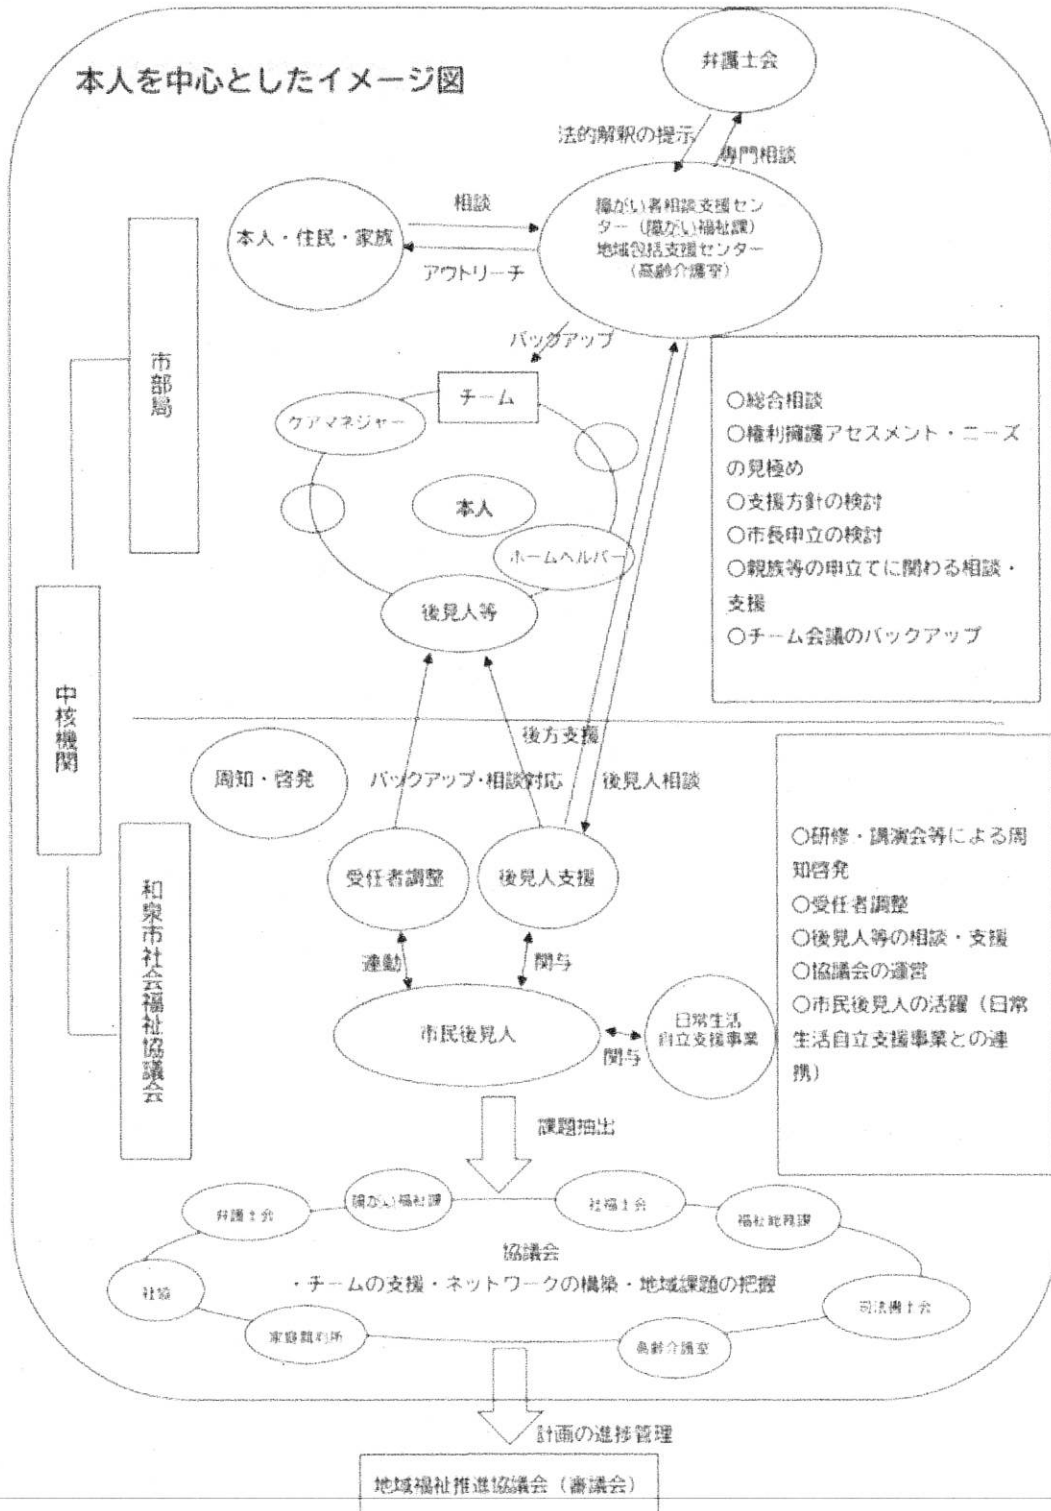 本人を中心としたイメージ図
弁護士会
法的解釈の提示
専門相談
本人・住民・家族
相談
アウトリーチ
障がい者相談支援セン
ター（障がい福祉課）
地域包括支援センター
（高齢介護室）
バックアップ
市部局
チーム
ケアマネジャー
本人
ホームヘルパー
後見人等
○総合相談
○権利擁護アセスメント・ニーズ
の見極め
○支援方針の検討
○市長申立の検討
○親族等の申立てに関わる相談・
支援
○チーム会議のバックアップ
中核機関
周知・啓発
バックアップ・相談対応
後方支援
後見人相談
受任者調整
後見人支援
和泉市社会福祉協議会
連動
関与
市民後見人
関与
日常生活
自立支援事業
○研修・講演会等による周
知啓発
○受任者調整
○後見人等の相談・支援
○協議会の運営
○市民後見人の活躍（日常
生活自立支援事業との連
携）
課題抽出
弁護士会
障がい福祉課
社福士会
福祉総務課
協議会
・チームの支援・ネットワークの構築・地域課題の把握
社協
司法書士会
家庭裁判所
高齢介護室
計画の進捗管理
地域福祉推進協議会（審議会）